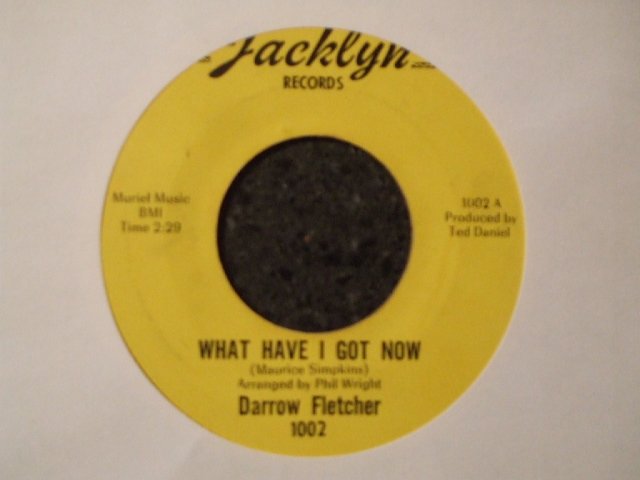 Jacklyn
RECORDS
Muriel Music
BMI
Time 2:29
1002 A
Produced by
Ted Daniel
WHAT HAVE I GOT NOW
(Maurice Simpkins)
Arranged by Phil Wright
Darrow Fletcher
1002